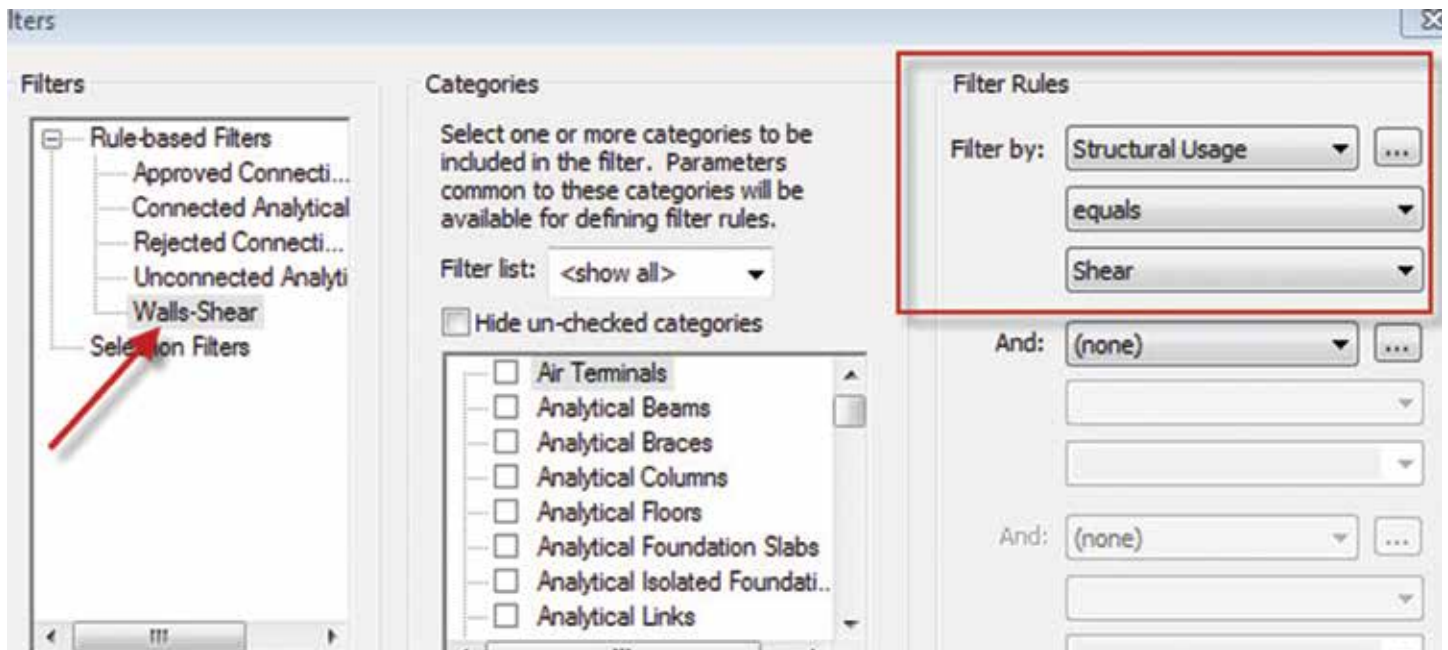 lters
Filters
Rule-based Filters
Approved Connecti...
Connected Analytical
Rejected Connecti...
Unconnected Analyti
Walls-Shear
Selection Filters
Categories
Select one or more categories to be
included in the filter. Parameters
common to these categories will be
available for defining filter rules.
Filter list: <show all>
Hide un-checked categories
Air Terminals
Analytical Beams
Analytical Braces
Analytical Columns
Analytical Floors
Analytical Foundation Slabs
Analytical Isolated Foundati..
Analytical Links
Filter Rules
Filter by: Structural Usage ...
equals
Shear
And: (none) ...
And: (none) ...